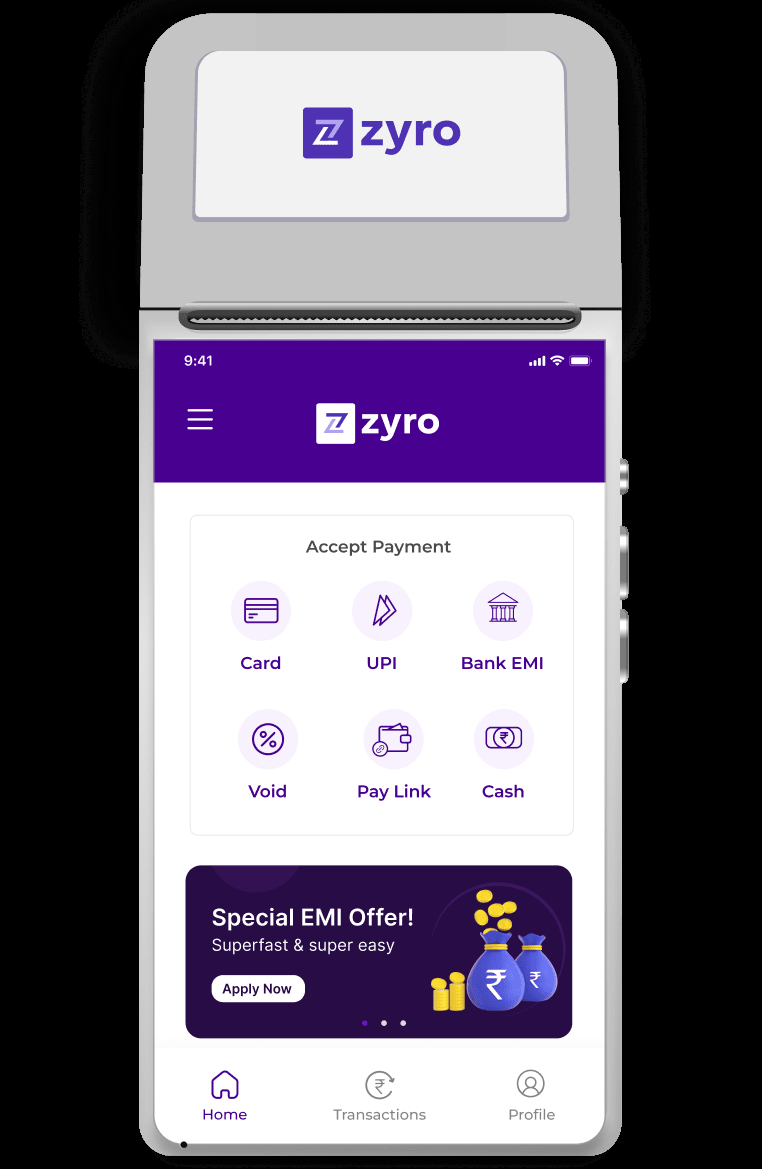 zyro
9:41
zyro
Accept Payment
Card UPI Bank EMI
Void Pay Link Cash
Special EMI Offer!
Superfast & super easy
Apply Now
₹ ₹
Home Transactions Profile